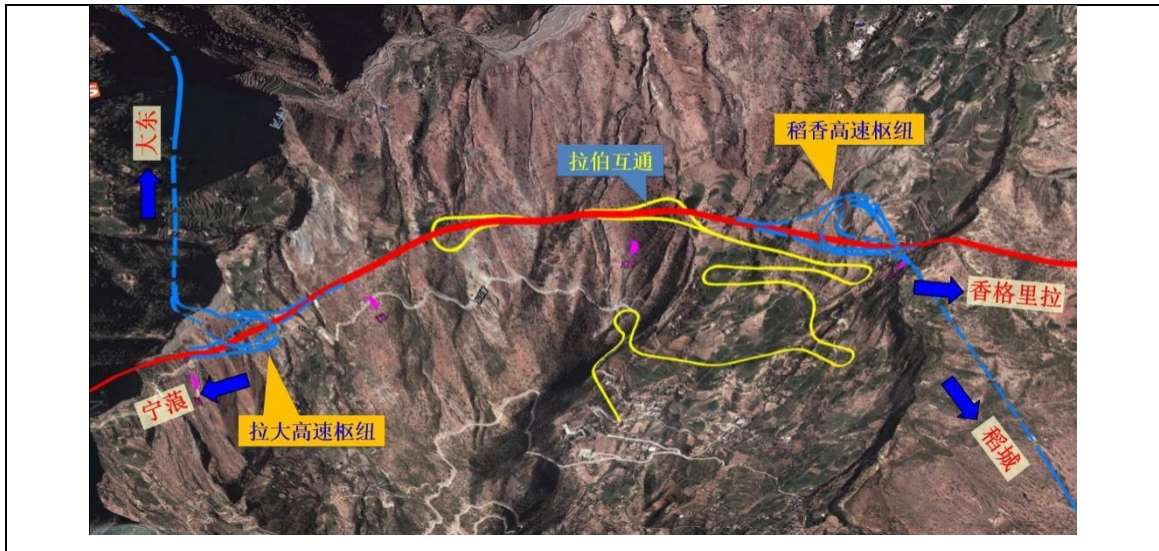 稻香高速枢纽
拉伯互通
大东
香格里拉
宁蒗
拉大高速枢纽
稻城